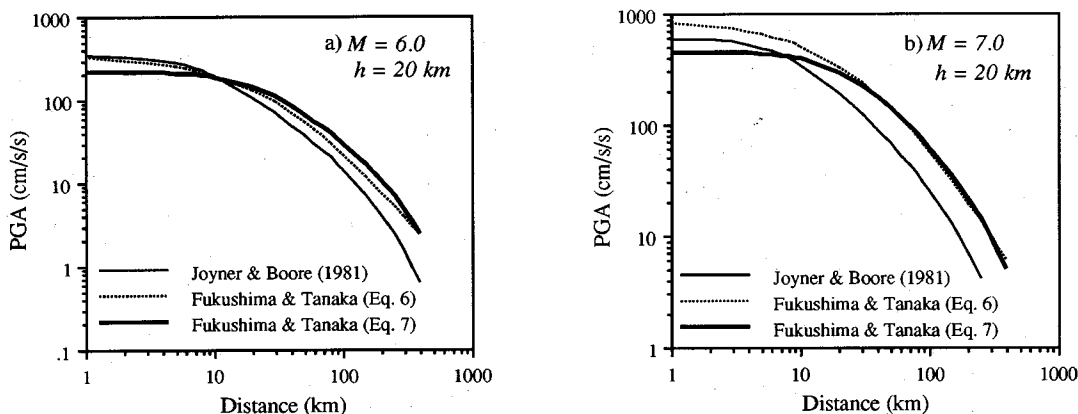 1000
100
10
1
.1
PGA (cm/s/s)
a) M = 6.0
h = 20 km
Joyner & Boore (1981)
Fukushima & Tanaka (Eq. 6)
Fukushima & Tanaka (Eq. 7)
1 10 100 1000
Distance (km)
1000
100
10
1
PGA (cm/s/s)
b) M = 7.0
h = 20 km
Joyner & Boore (1981)
Fukushima & Tanaka (Eq. 6)
Fukushima & Tanaka (Eq. 7)
1 10 100 1000
Distance (km)